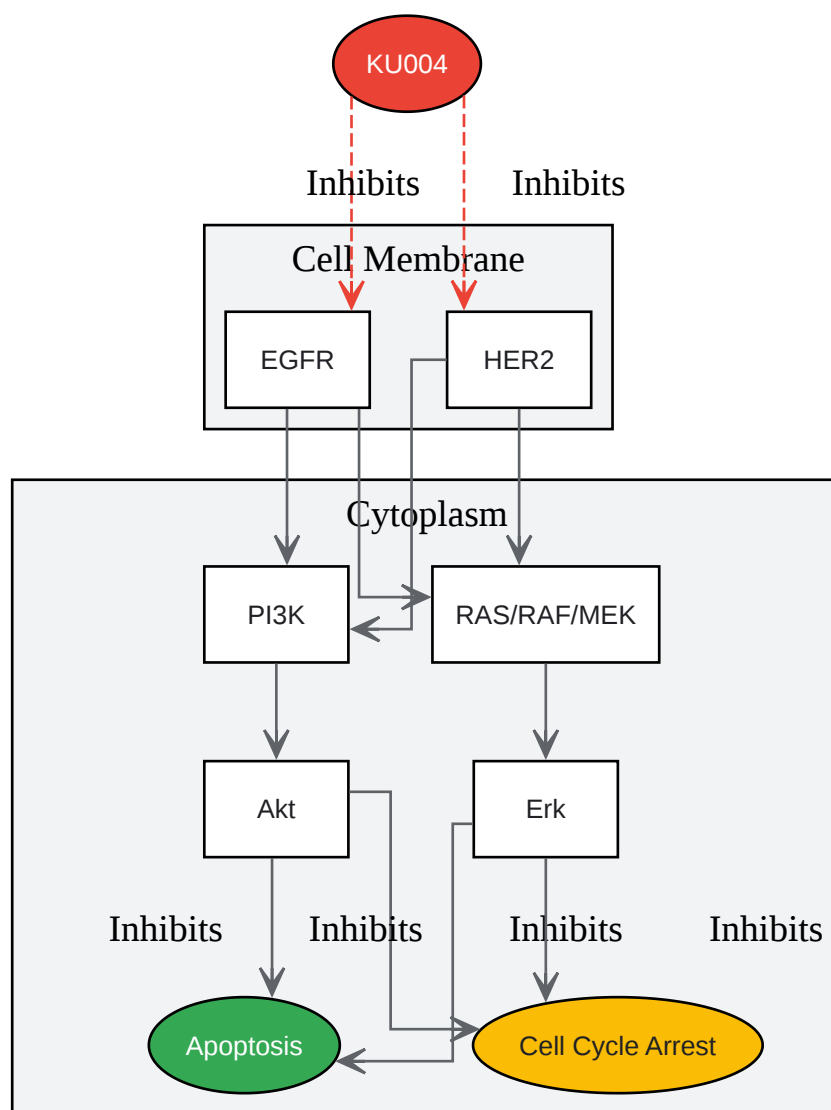 KU004
Inhibits Inhibits
Cell Membrane
EGFR HER2
Cytoplasm
PI3K RAS/RAF/MEK
Akt Erk
Inhibits Inhibits Inhibits Inhibits
Apoptosis Cell Cycle Arrest